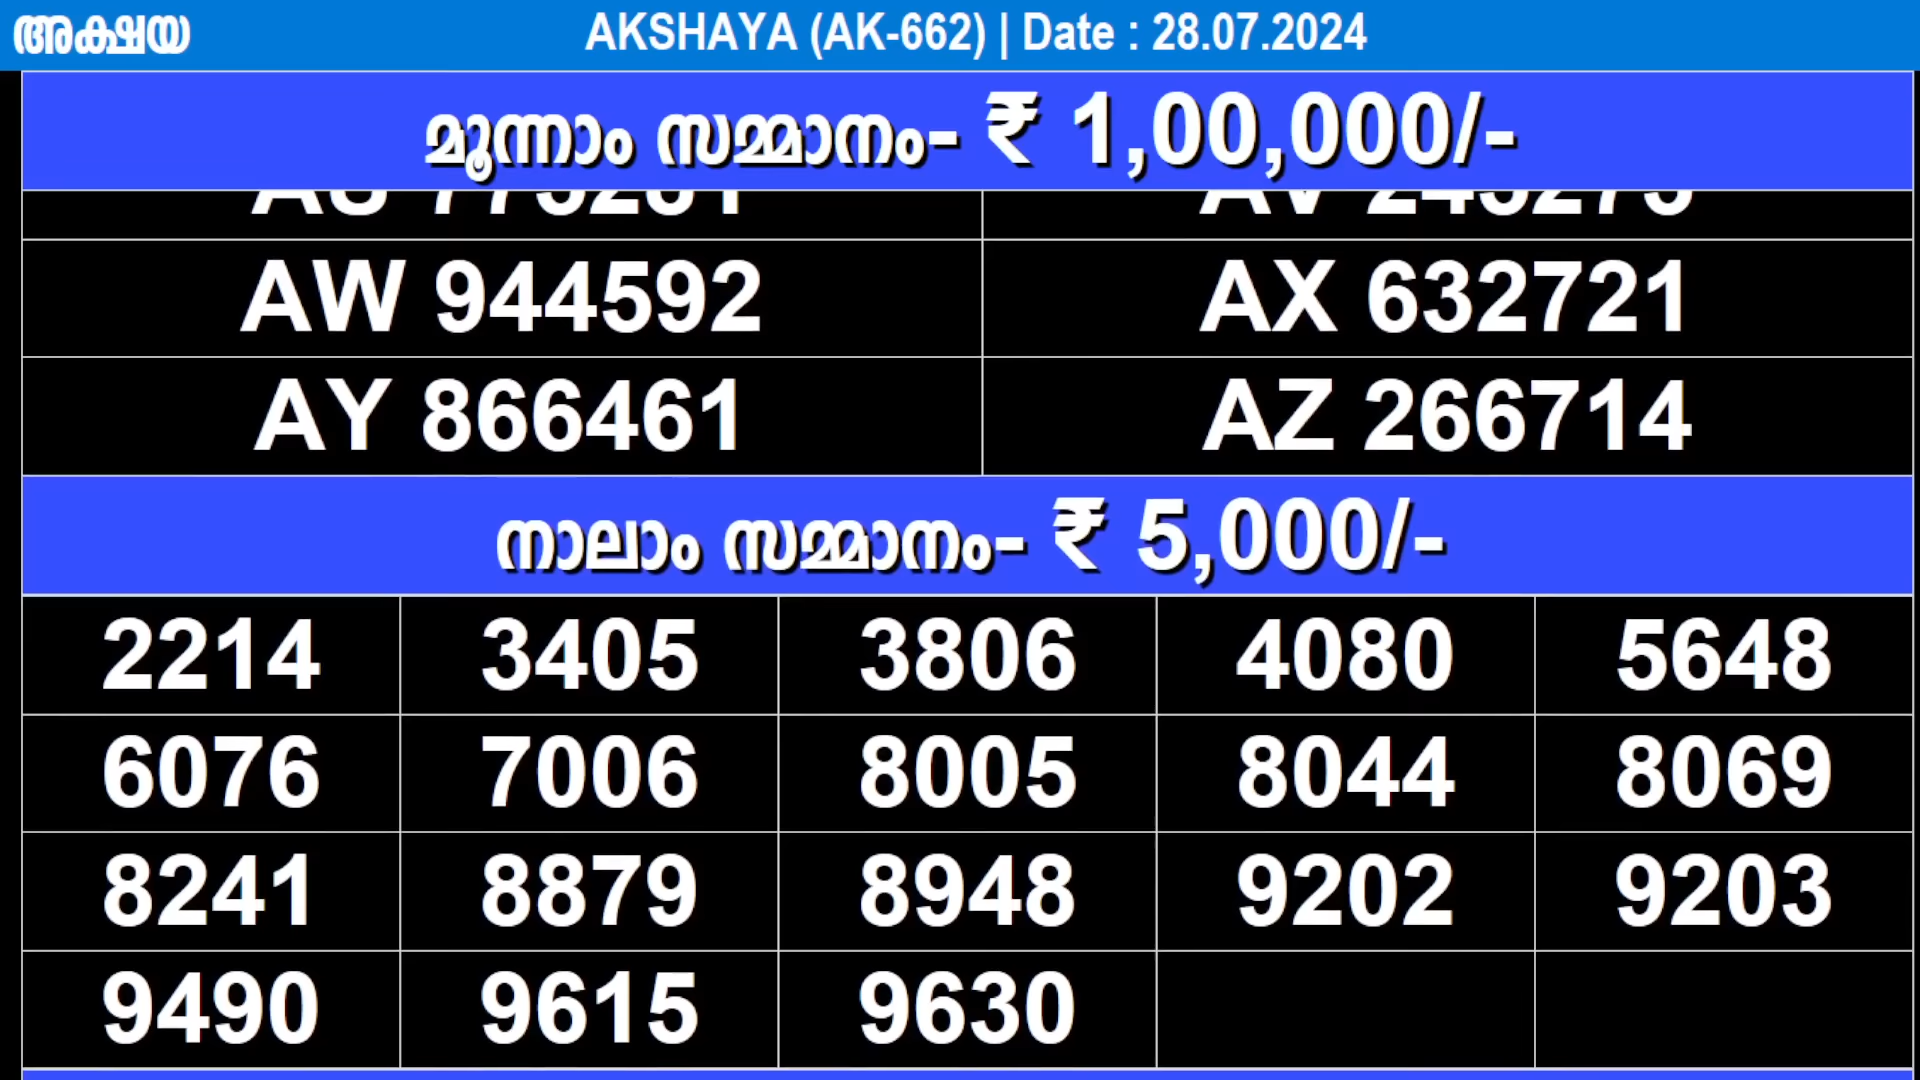 അക്ഷയ
AKSHAYA (AK-662) | Date : 28.07.2024
മൂന്നാം സമ്മാനം- ₹ 1,00,000/-
AW 944592 AX 632721
AY 866461 AZ 266714
നാലാം സമ്മാനം- ₹ 5,000/-
2214 3405 3806 4080 5648
6076 7006 8005 8044 8069
8241 8879 8948 9202 9203
9490 9615 9630